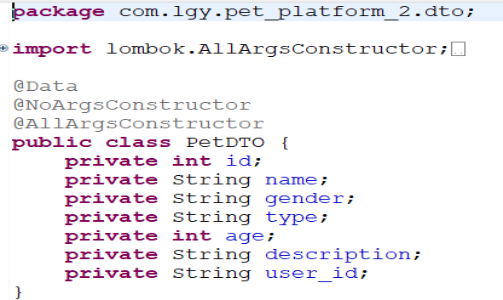 package com.lgy.pet_platform_2.dto;
import lombok.AllArgsConstructor;
@Data
@NoArgsConstructor
@AllArgsConstructor
public class PetDTO {
private int id;
private String name;
private String gender;
private String type;
private int age;
private String description;
private String user_id;
}